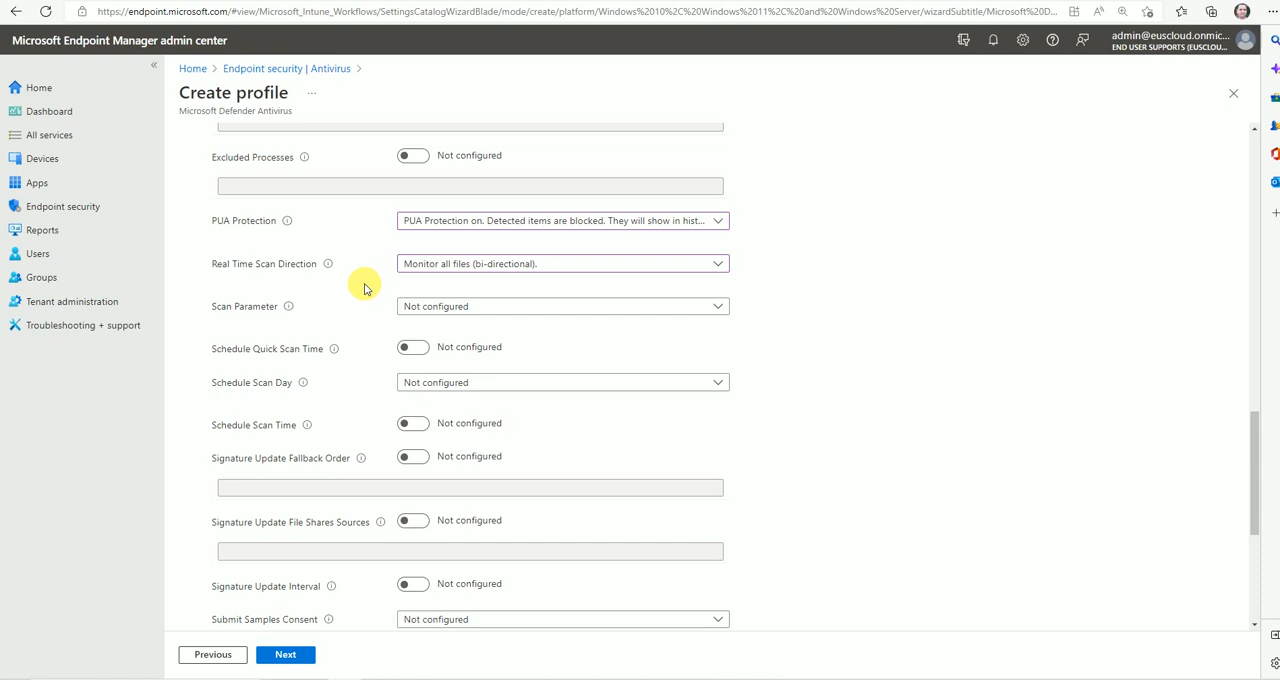 https://endpoint.microsoft.com/#view/Microsoft_Intune_Workflows/SettingsCatalogWizardBlade/mode/create/platform/Windows%2010%2C%20Windows%2011%2C%20and%20Windows%20Server/wizardSubtitle/Microsoft%20D...
Microsoft Endpoint Manager admin center
admin@euscloud.onmic...
END USER SUPPORTS (EUSCLOU...
Home
Dashboard
All services
Devices
Apps
Endpoint security
Reports
Users
Groups
Tenant administration
Troubleshooting + support
Home > Endpoint security | Antivirus >
Create profile ...
Microsoft Defender Antivirus
Excluded Processes Not configured
PUA Protection PUA Protection on. Detected items are blocked. They will show in hist...
Real Time Scan Direction Monitor all files (bi-directional).
Scan Parameter Not configured
Schedule Quick Scan Time Not configured
Schedule Scan Day Not configured
Schedule Scan Time Not configured
Signature Update Fallback Order Not configured
Signature Update File Shares Sources Not configured
Signature Update Interval Not configured
Submit Samples Consent Not configured
Previous Next